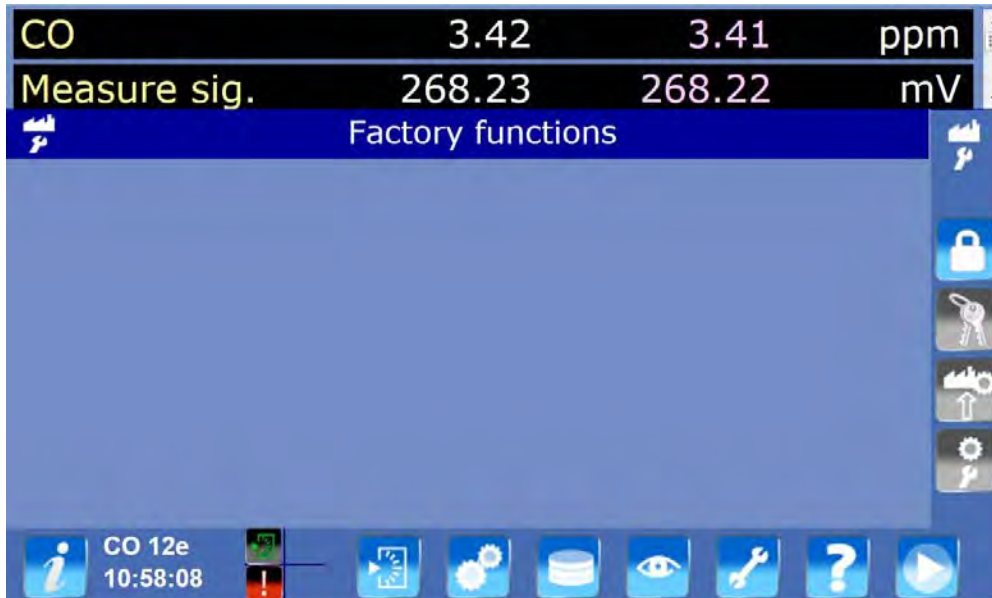 CO 3.42 3.41 ppm
Measure sig. 268.23 268.22 mV
Factory functions
CO 12e
10:58:08